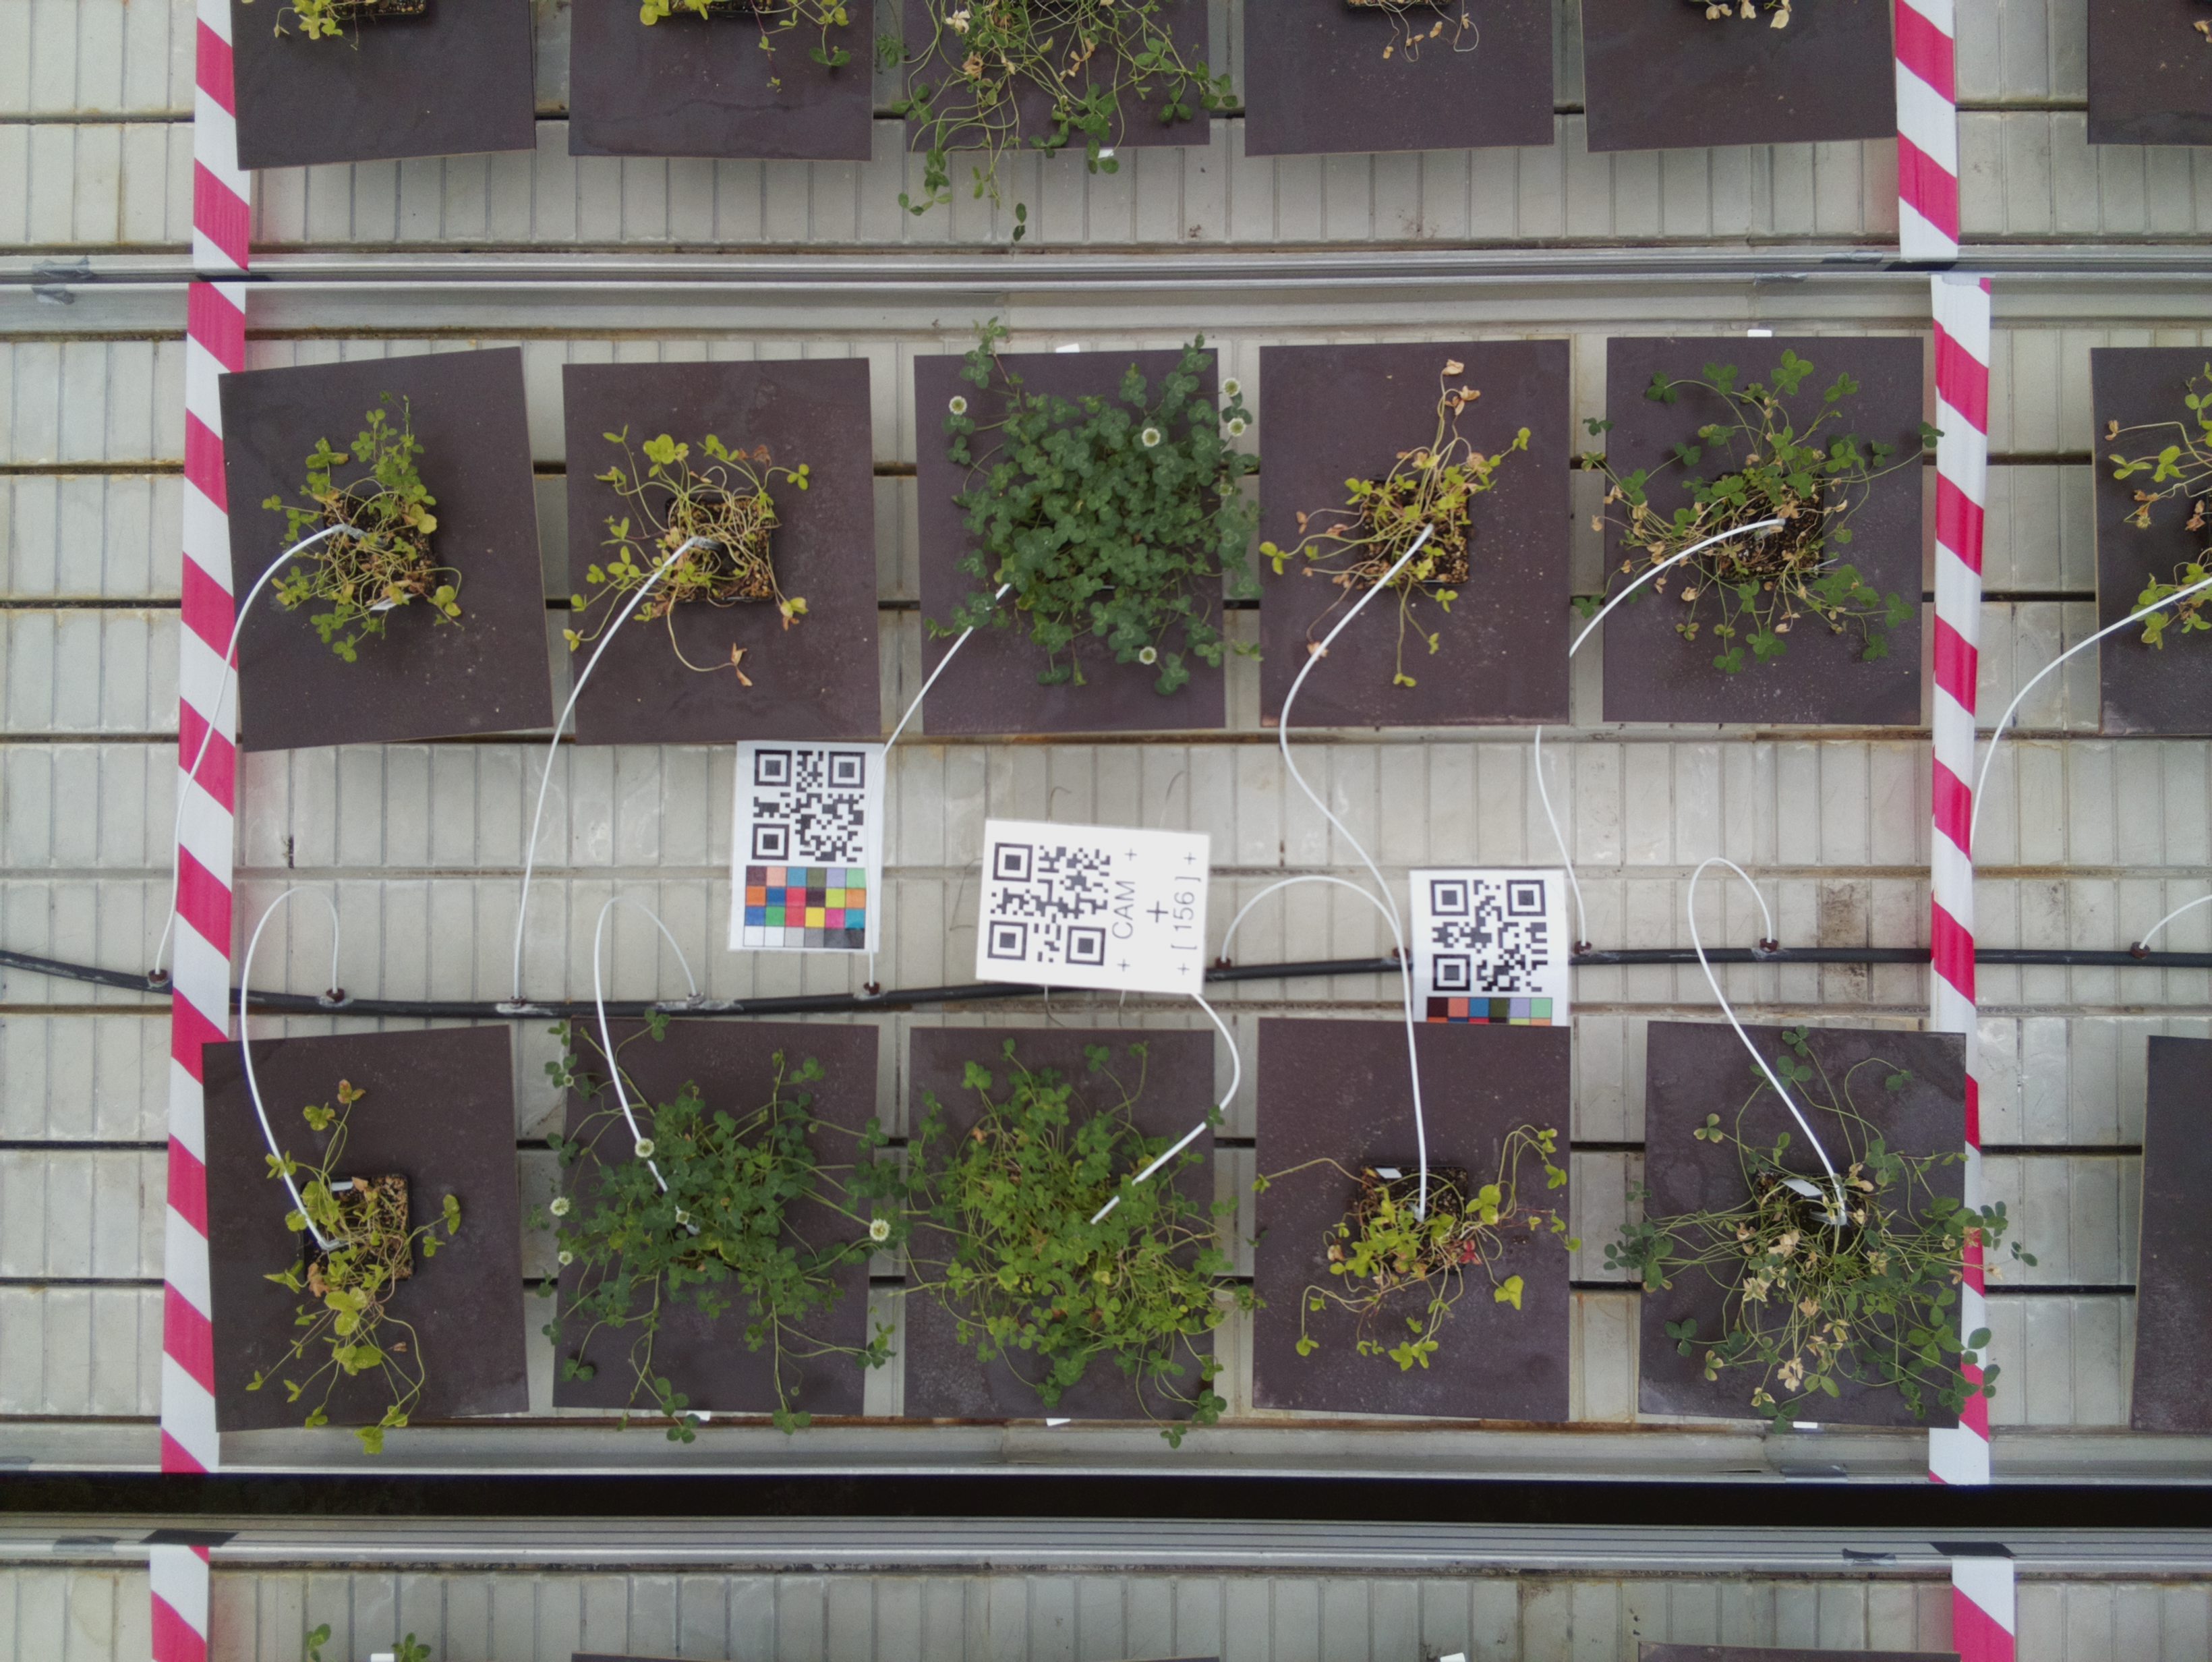 + CAM +
+
+ [ 156 ] +